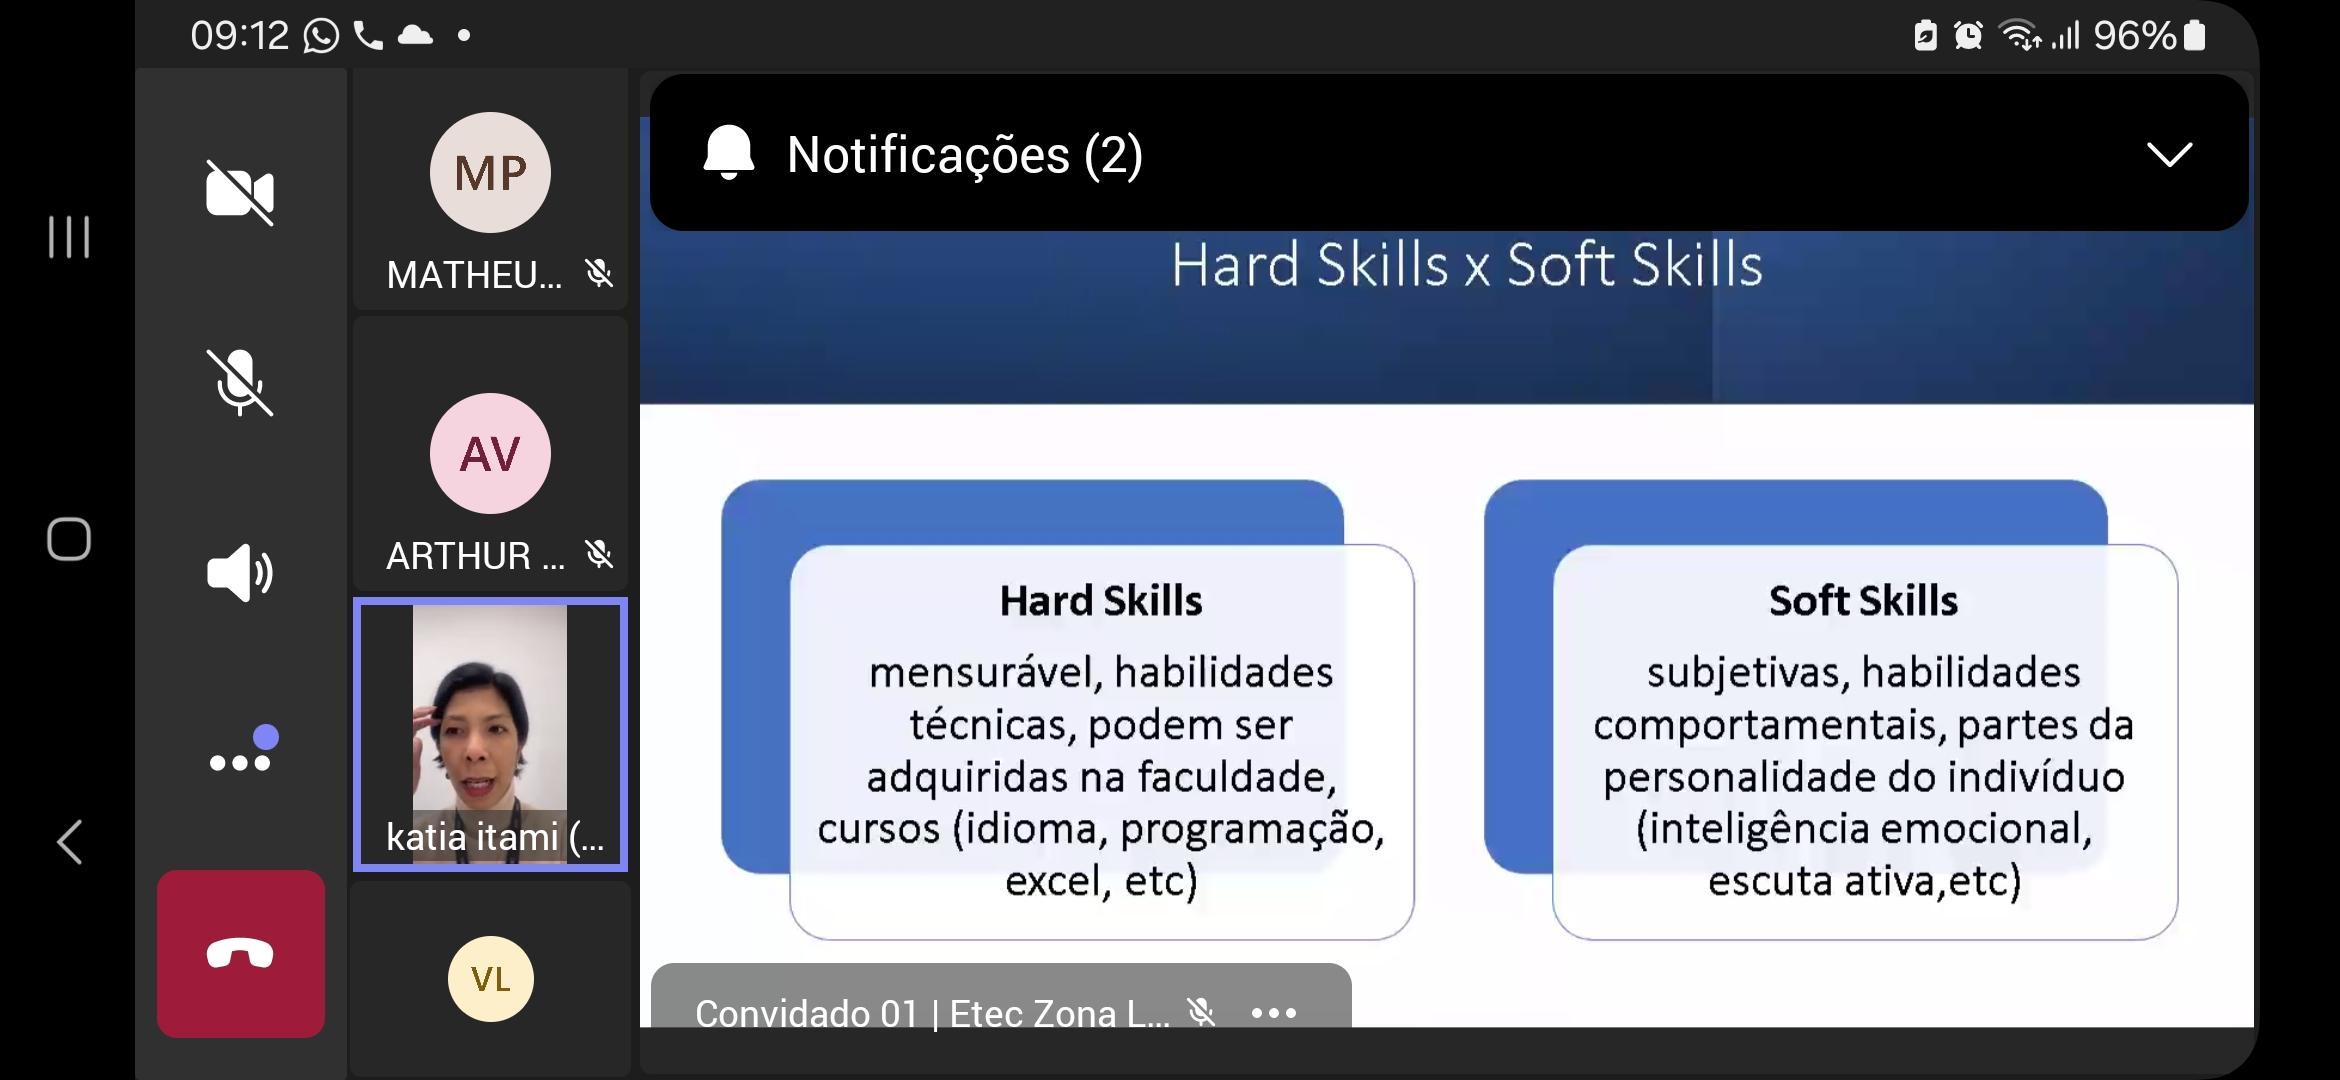 09:12
96%
MP
MATHEU...
AV
ARTHUR ...
katia itami (...
VL
Notificações (2)
Hard Skills x Soft Skills
Hard Skills
mensurável, habilidades
técnicas, podem ser
adquiridas na faculdade,
cursos (idioma, programação,
excel, etc)
Soft Skills
subjetivas, habilidades
comportamentais, partes da
personalidade do indivíduo
(inteligência emocional,
escuta ativa,etc)
Convidado 01 | Etec Zona L...